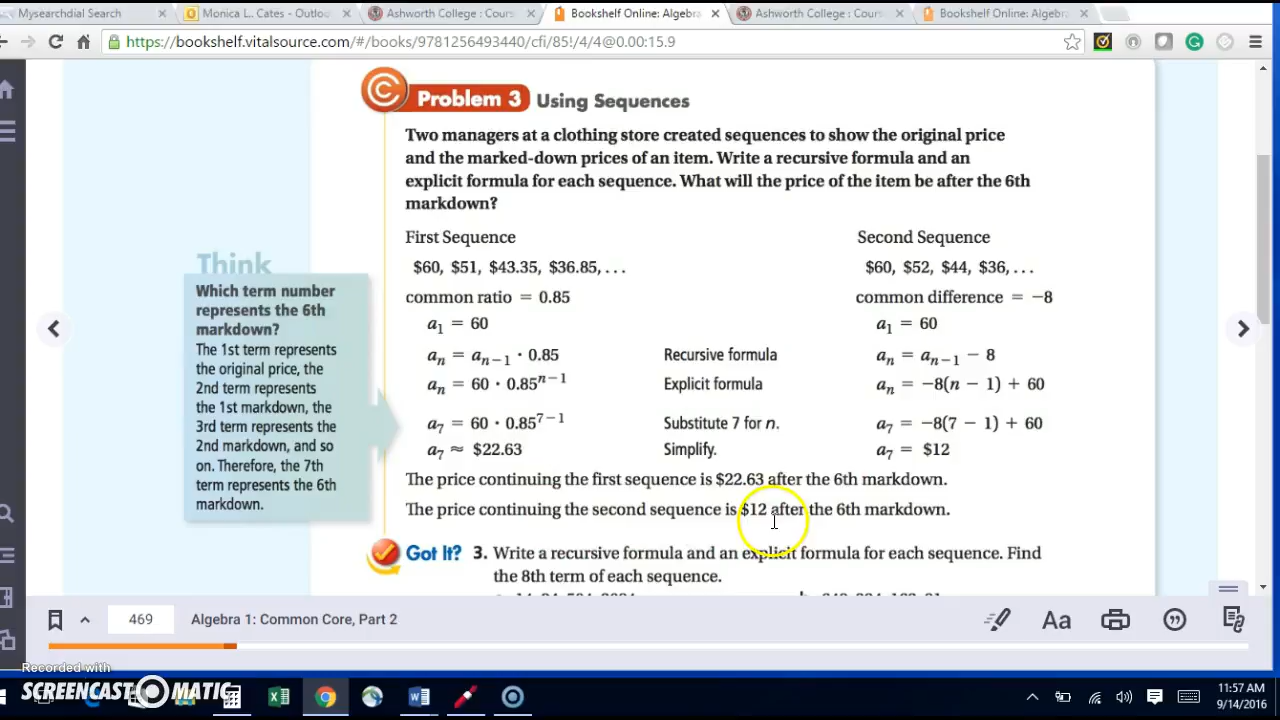 Mysearchdial Search
Monica L. Cates - Outloo
Ashworth College : Cours
Bookshelf Online: Algebra
Ashworth College : Cours
Bookshelf Online: Algebra
https://bookshelf.vitalsource.com/#/books/9781256493440/cfi/85!/4/4@0.00:15.9
Problem 3 Using Sequences
Two managers at a clothing store created sequences to show the original price
and the marked-down prices of an item. Write a recursive formula and an
explicit formula for each sequence. What will the price of the item be after the 6th
markdown?
First Sequence Second Sequence
$60, $51, $43.35, $36.85, . . . $60, $52, $44, $36, . . .
common ratio = 0.85 common difference = −8
a₁ = 60 a₁ = 60
aₙ = aₙ₋₁ · 0.85 Recursive formula aₙ = aₙ₋₁ − 8
aₙ = 60 · 0.85ⁿ⁻¹ Explicit formula aₙ = −8(n − 1) + 60
a₇ = 60 · 0.85⁷⁻¹ Substitute 7 for n. a₇ = −8(7 − 1) + 60
a₇ ≈ $22.63 Simplify. a₇ = $12
The price continuing the first sequence is $22.63 after the 6th markdown.
The price continuing the second sequence is $12 after the 6th markdown.
Think
Which term number
represents the 6th
markdown?
The 1st term represents
the original price, the
2nd term represents
the 1st markdown, the
3rd term represents the
2nd markdown, and so
on. Therefore, the 7th
term represents the 6th
markdown.
Got It? 3. Write a recursive formula and an explicit formula for each sequence. Find
the 8th term of each sequence.
469
Algebra 1: Common Core, Part 2
Aa
Recorded with
SCREENCAST MATIC
11:57 AM
9/14/2016